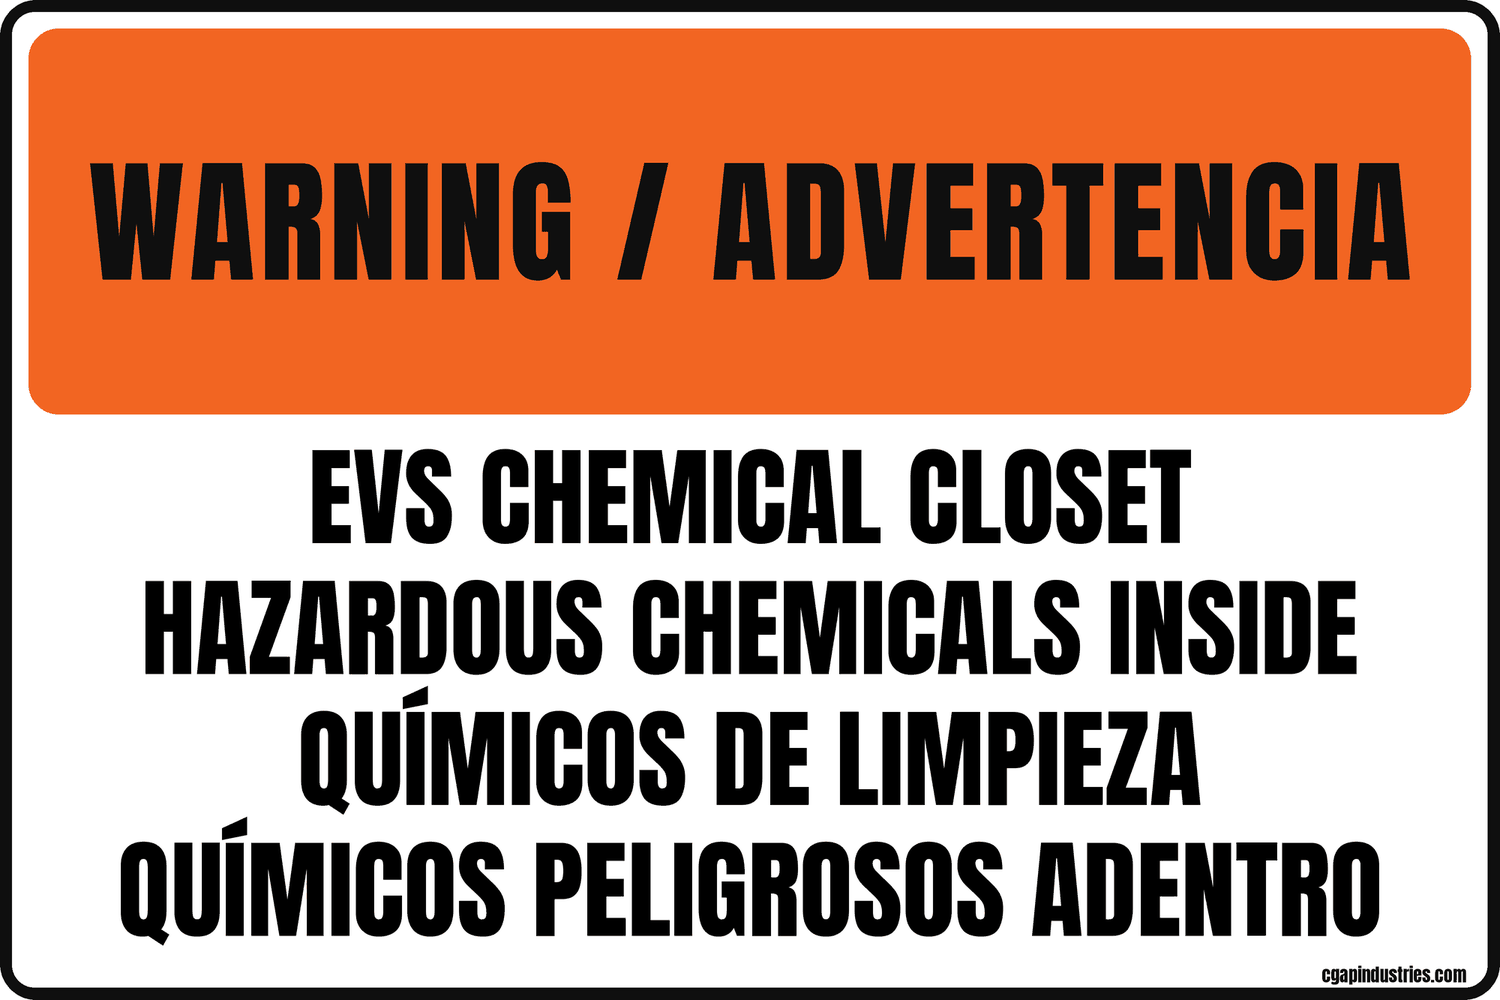 WARNING / ADVERTENCIA
EVS CHEMICAL CLOSET
HAZARDOUS CHEMICALS INSIDE
QUÍMICOS DE LIMPIEZA
QUÍMICOS PELIGROSOS ADENTRO
cgapindustries.com